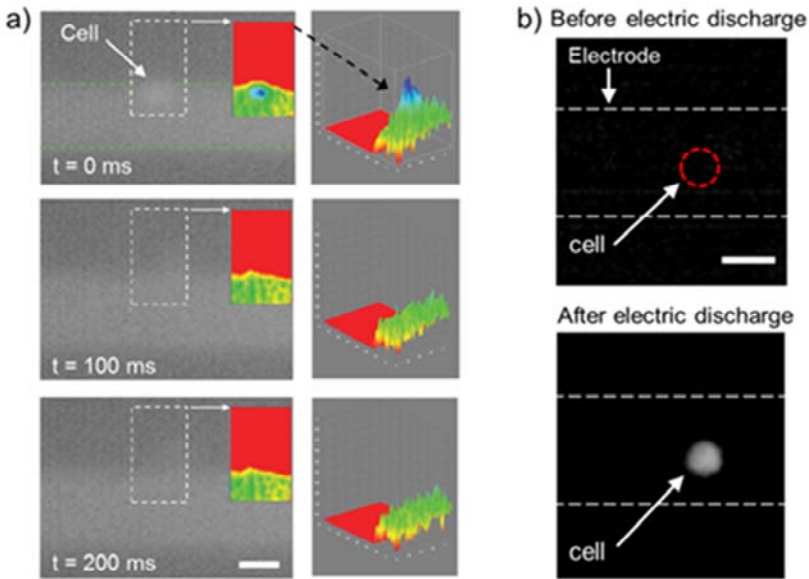 a)
Cell
t = 0 ms
t = 100 ms
t = 200 ms
b) Before electric discharge
Electrode
cell
After electric discharge
cell